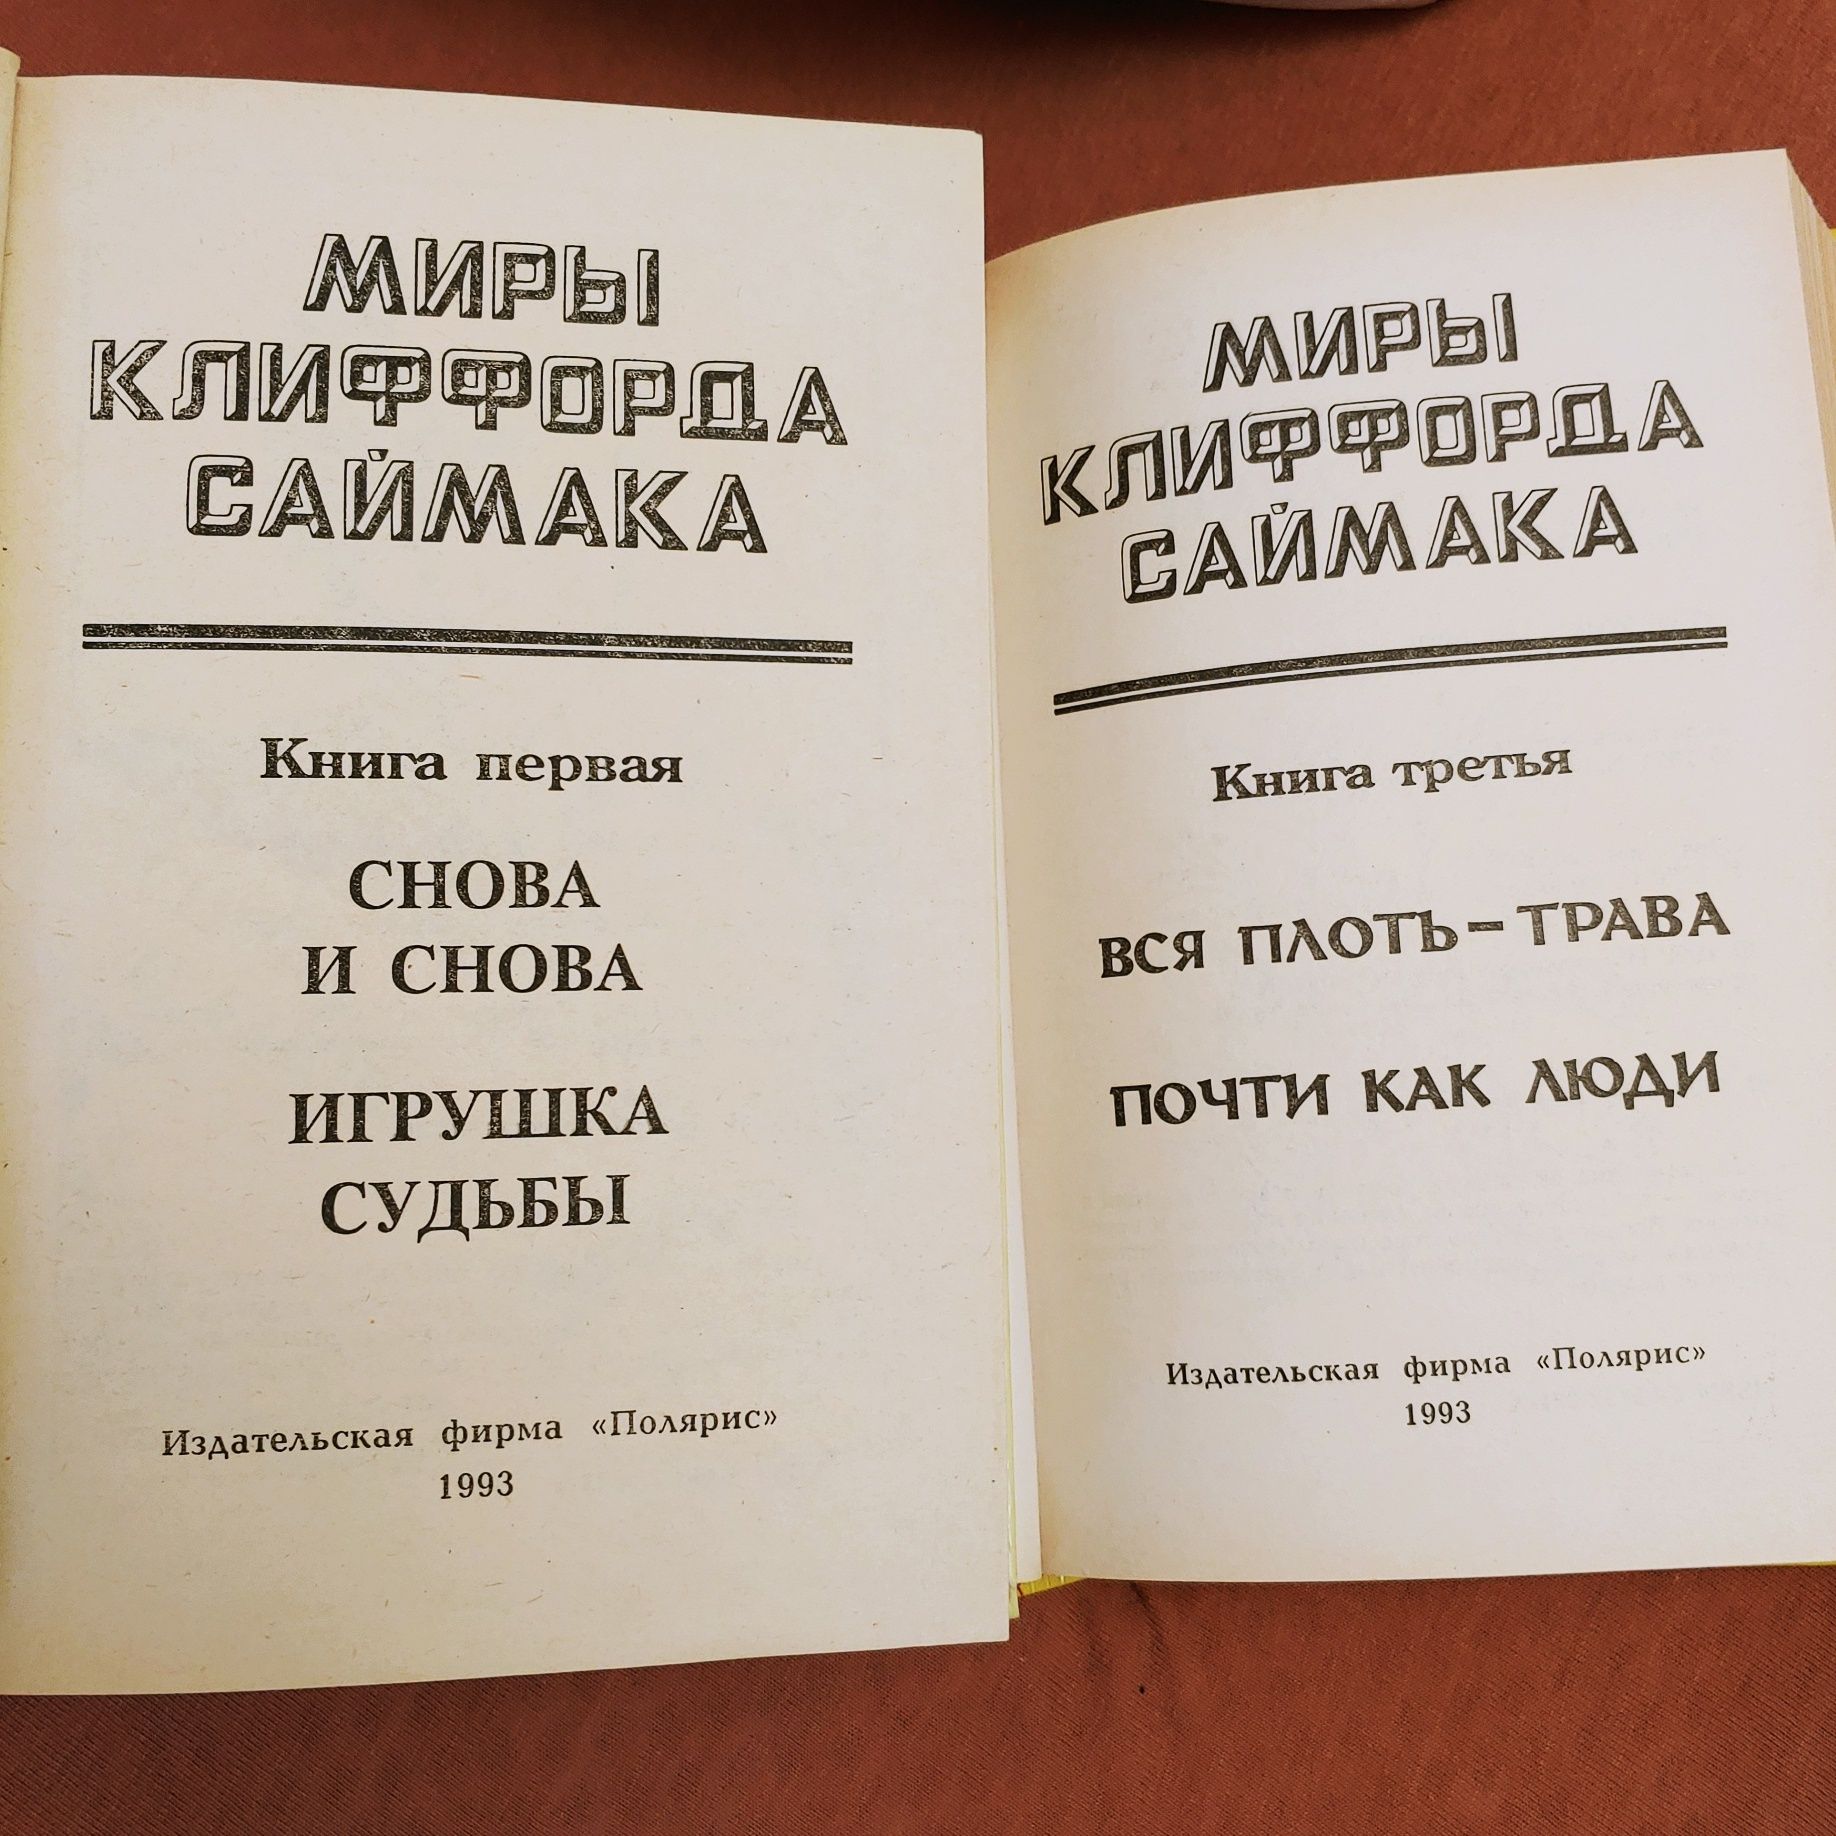 МИРЫ
КЛИФФОРДА
САЙМАКА
Книга первая
СНОВА
И СНОВА
ИГРУШКА
СУДЬБЫ
Издательская фирма «Полярис»
1993
МИРЫ
КЛИФФОРДА
САЙМАКА
Книга третья
ВСЯ ПЛОТЬ – ТРАВА
ПОЧТИ КАК ЛЮДИ
Издательская фирма «Полярис»
1993